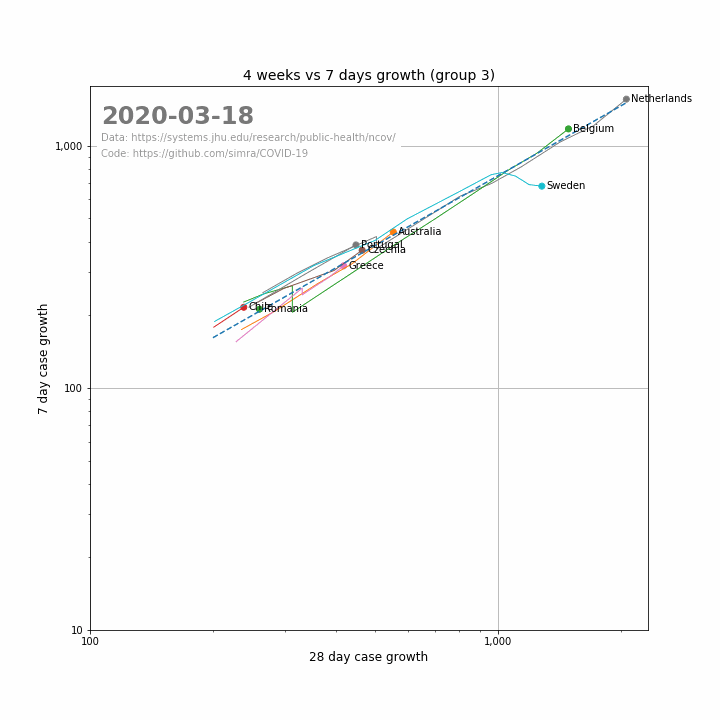 4 weeks vs 7 days growth (group 3)
2020-03-18
Data: https://systems.jhu.edu/research/public-health/ncov/
Code: https://github.com/simra/COVID-19
Netherlands
Belgium
Sweden
Australia
Portugal
Czechia
Greece
Chile
Romania
1,000
100
10
7 day case growth
100
1,000
28 day case growth